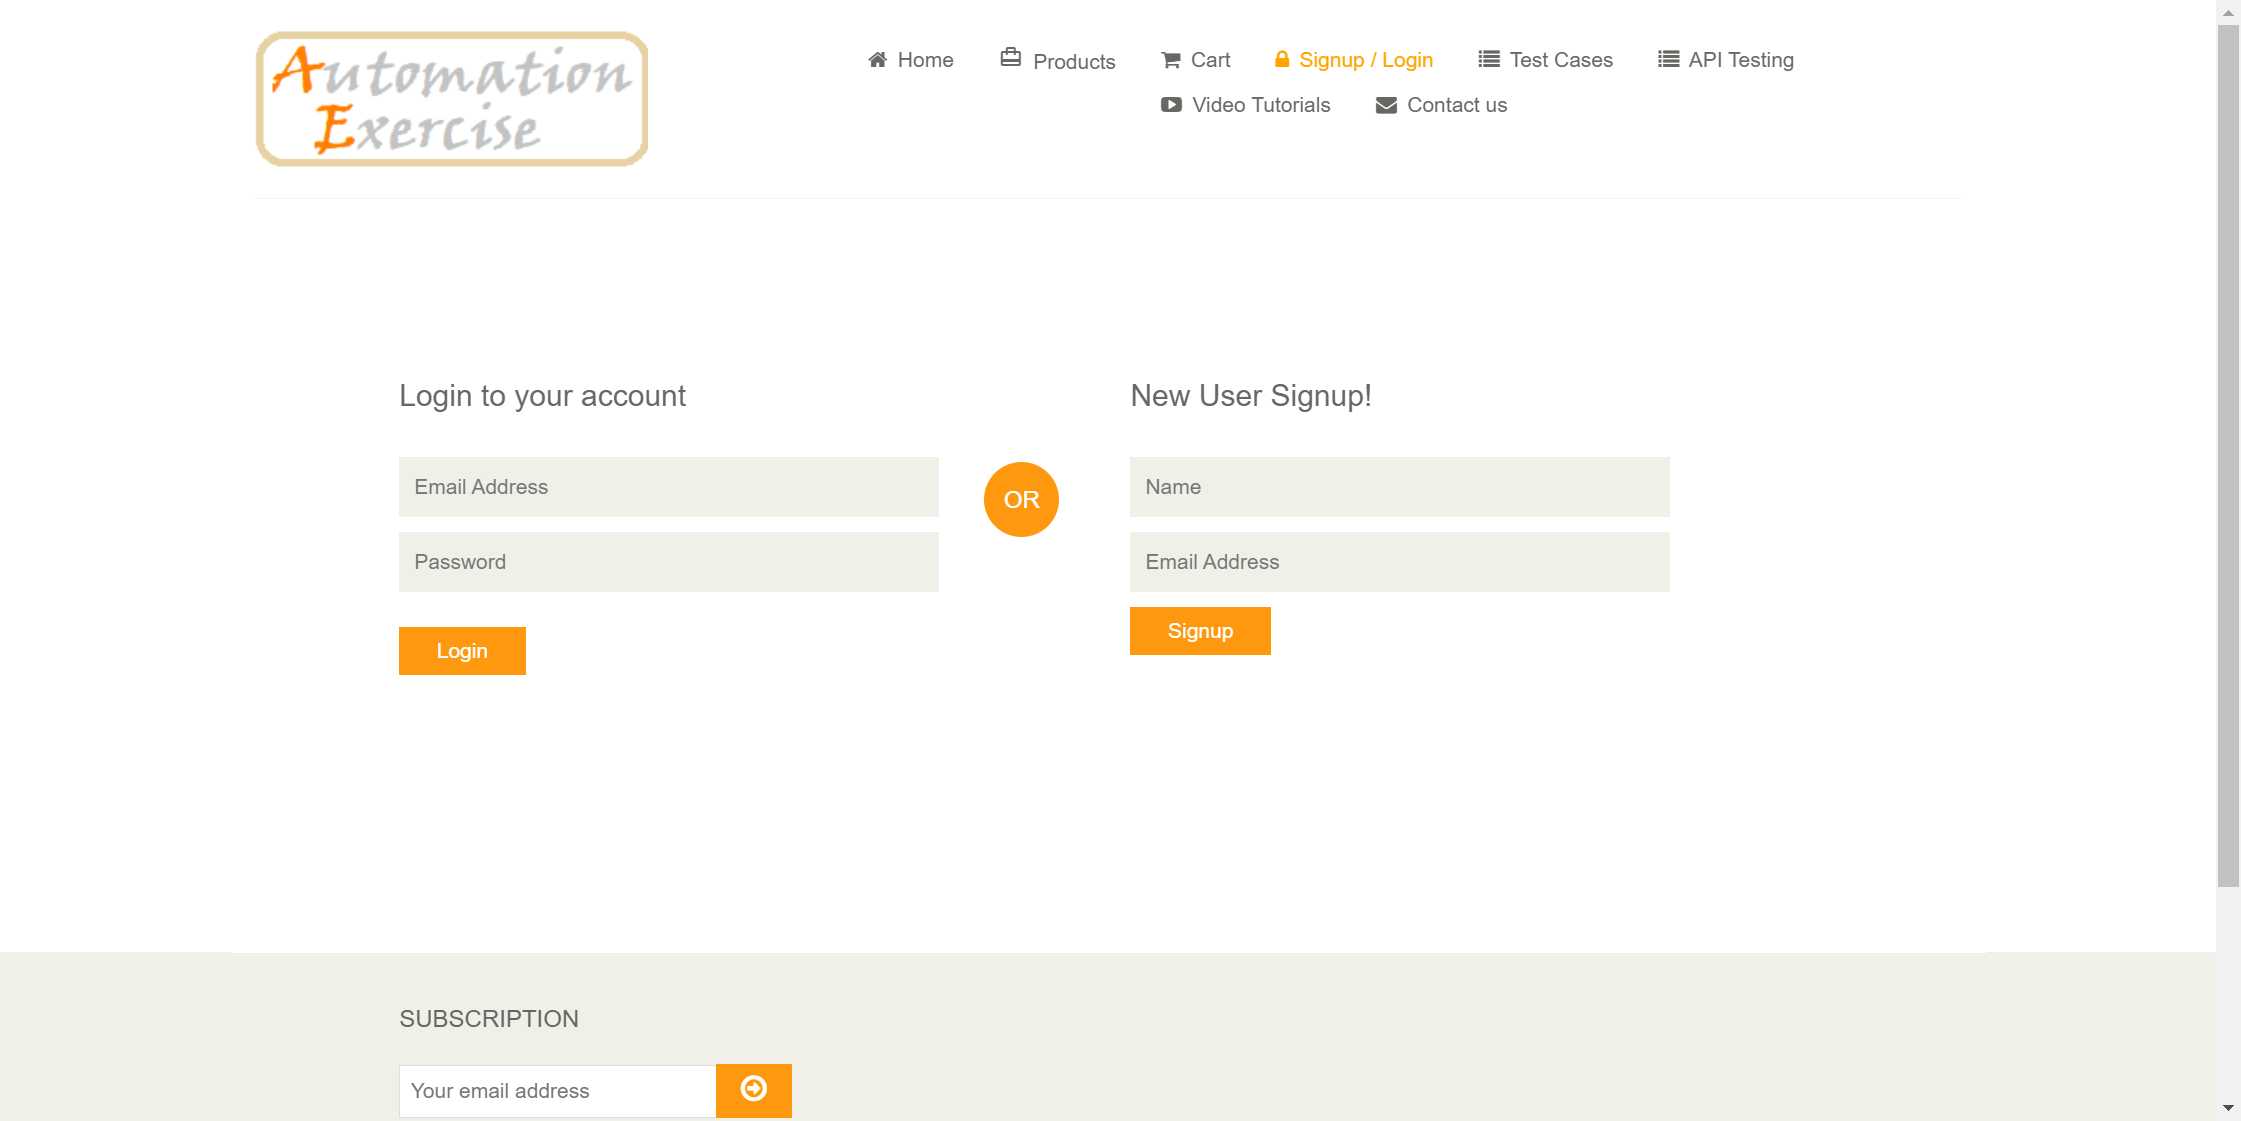 Automation
Exercise
Home
Products
Cart
Signup / Login
Test Cases
API Testing
Video Tutorials
Contact us
Login to your account
Email Address
Password
Login
OR
New User Signup!
Name
Email Address
Signup
SUBSCRIPTION
Your email address